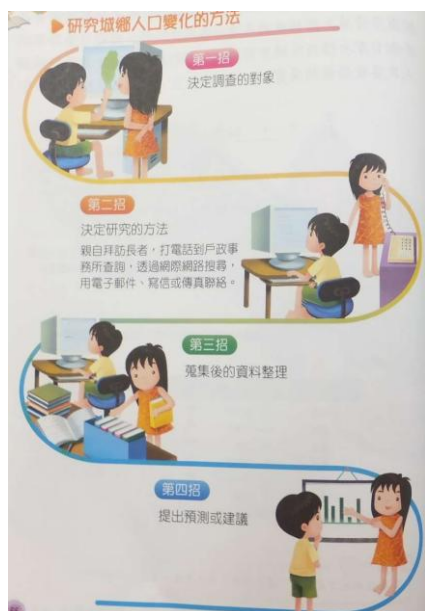 ▶研究城鄉人口變化的方法
第一招
決定調查的對象
第二招
決定研究的方法
親自拜訪長者，打電話到戶政事
務所查詢，透過網際網路搜尋，
用電子郵件、寫信或傳真聯絡。
第三招
蒐集後的資料整理
第四招
提出預測或建議